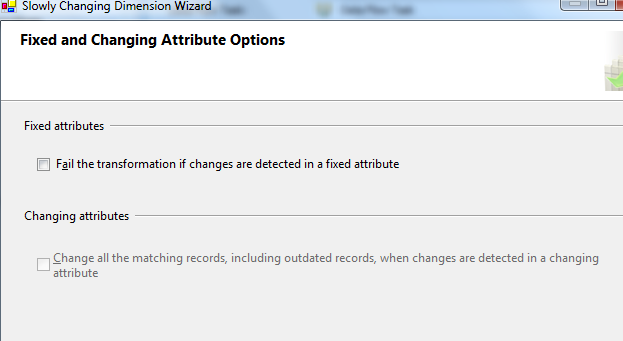 Slowly Changing Dimension Wizard
Fixed and Changing Attribute Options
Fixed attributes
Fail the transformation if changes are detected in a fixed attribute
Changing attributes
Change all the matching records, including outdated records, when changes are detected in a changing
attribute